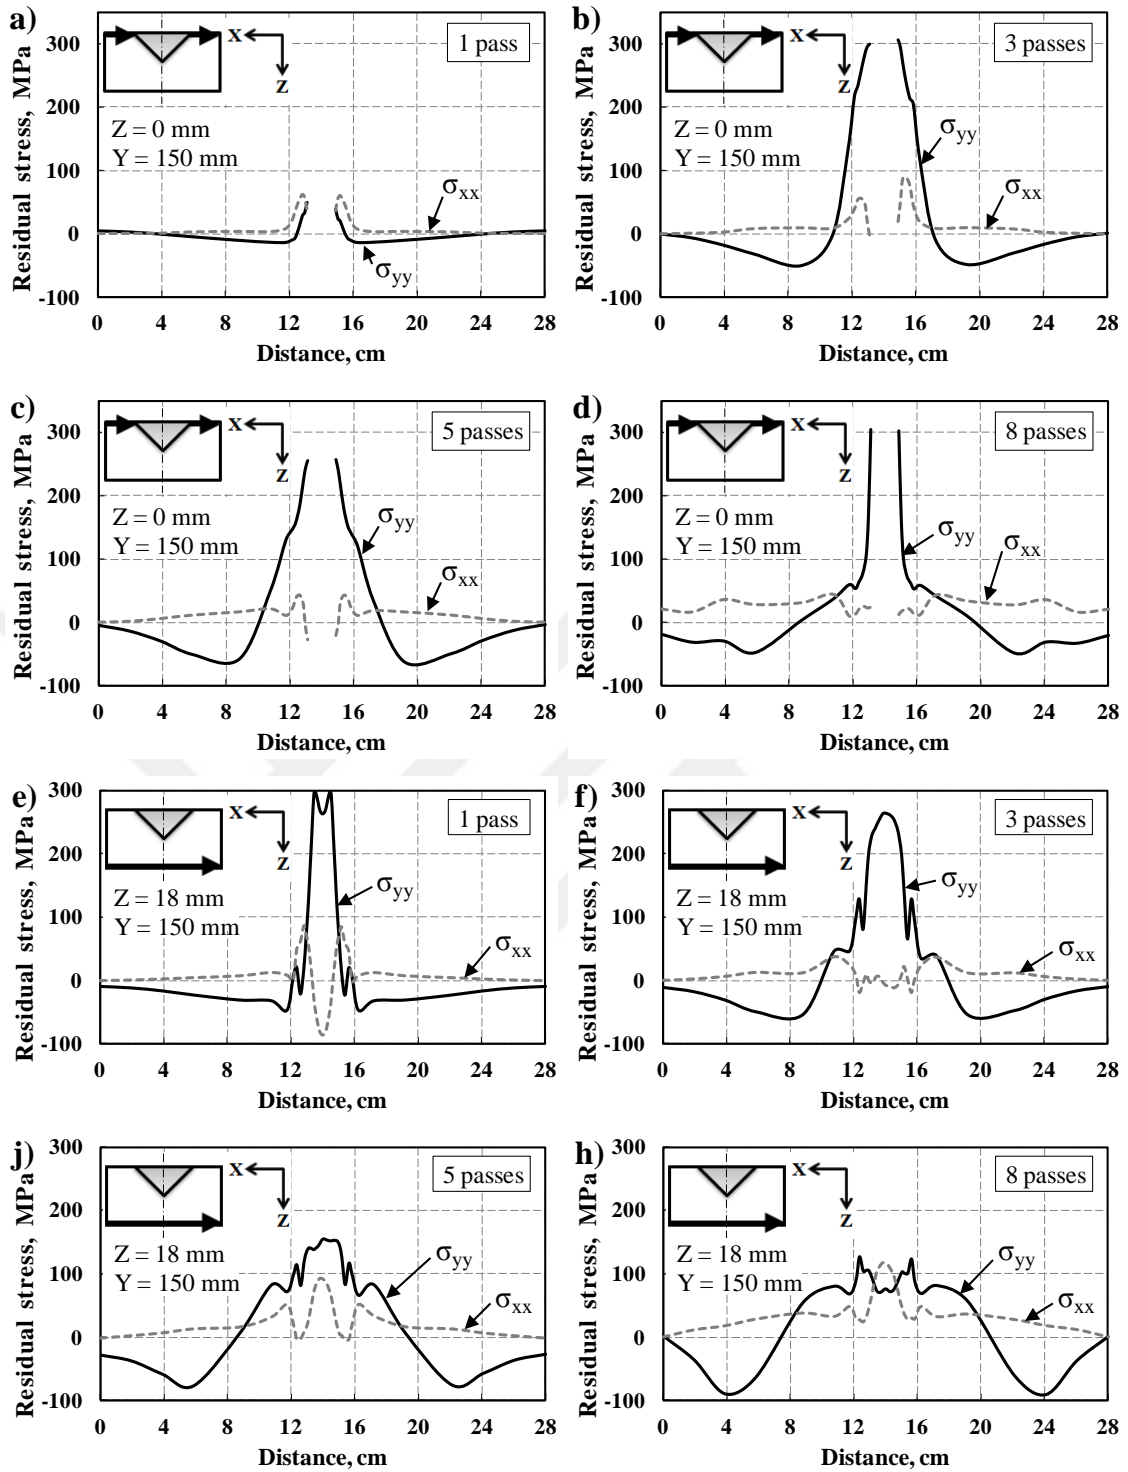 a)
Residual stress, MPa
300
200
100
0
-100
X
Z
1 pass
Z = 0 mm
Y = 150 mm
σxx
σyy
0 4 8 12 16 20 24 28
Distance, cm
b)
Residual stress, MPa
300
200
100
0
-100
X
Z
3 passes
Z = 0 mm
Y = 150 mm
σyy
σxx
0 4 8 12 16 20 24 28
Distance, cm
c)
Residual stress, MPa
300
200
100
0
-100
X
Z
5 passes
Z = 0 mm
Y = 150 mm
σyy
σxx
0 4 8 12 16 20 24 28
Distance, cm
d)
Residual stress, MPa
300
200
100
0
-100
X
Z
8 passes
Z = 0 mm
Y = 150 mm
σyy
σxx
0 4 8 12 16 20 24 28
Distance, cm
e)
Residual stress, MPa
300
200
100
0
-100
X
Z
1 pass
Z = 18 mm
Y = 150 mm
σyy
σxx
0 4 8 12 16 20 24 28
Distance, cm
f)
Residual stress, MPa
300
200
100
0
-100
X
Z
3 passes
Z = 18 mm
Y = 150 mm
σyy
σxx
0 4 8 12 16 20 24 28
Distance, cm
j)
Residual stress, MPa
300
200
100
0
-100
X
Z
5 passes
Z = 18 mm
Y = 150 mm
σyy
σxx
0 4 8 12 16 20 24 28
Distance, cm
h)
Residual stress, MPa
300
200
100
0
-100
X
Z
8 passes
Z = 18 mm
Y = 150 mm
σyy
σxx
0 4 8 12 16 20 24 28
Distance, cm